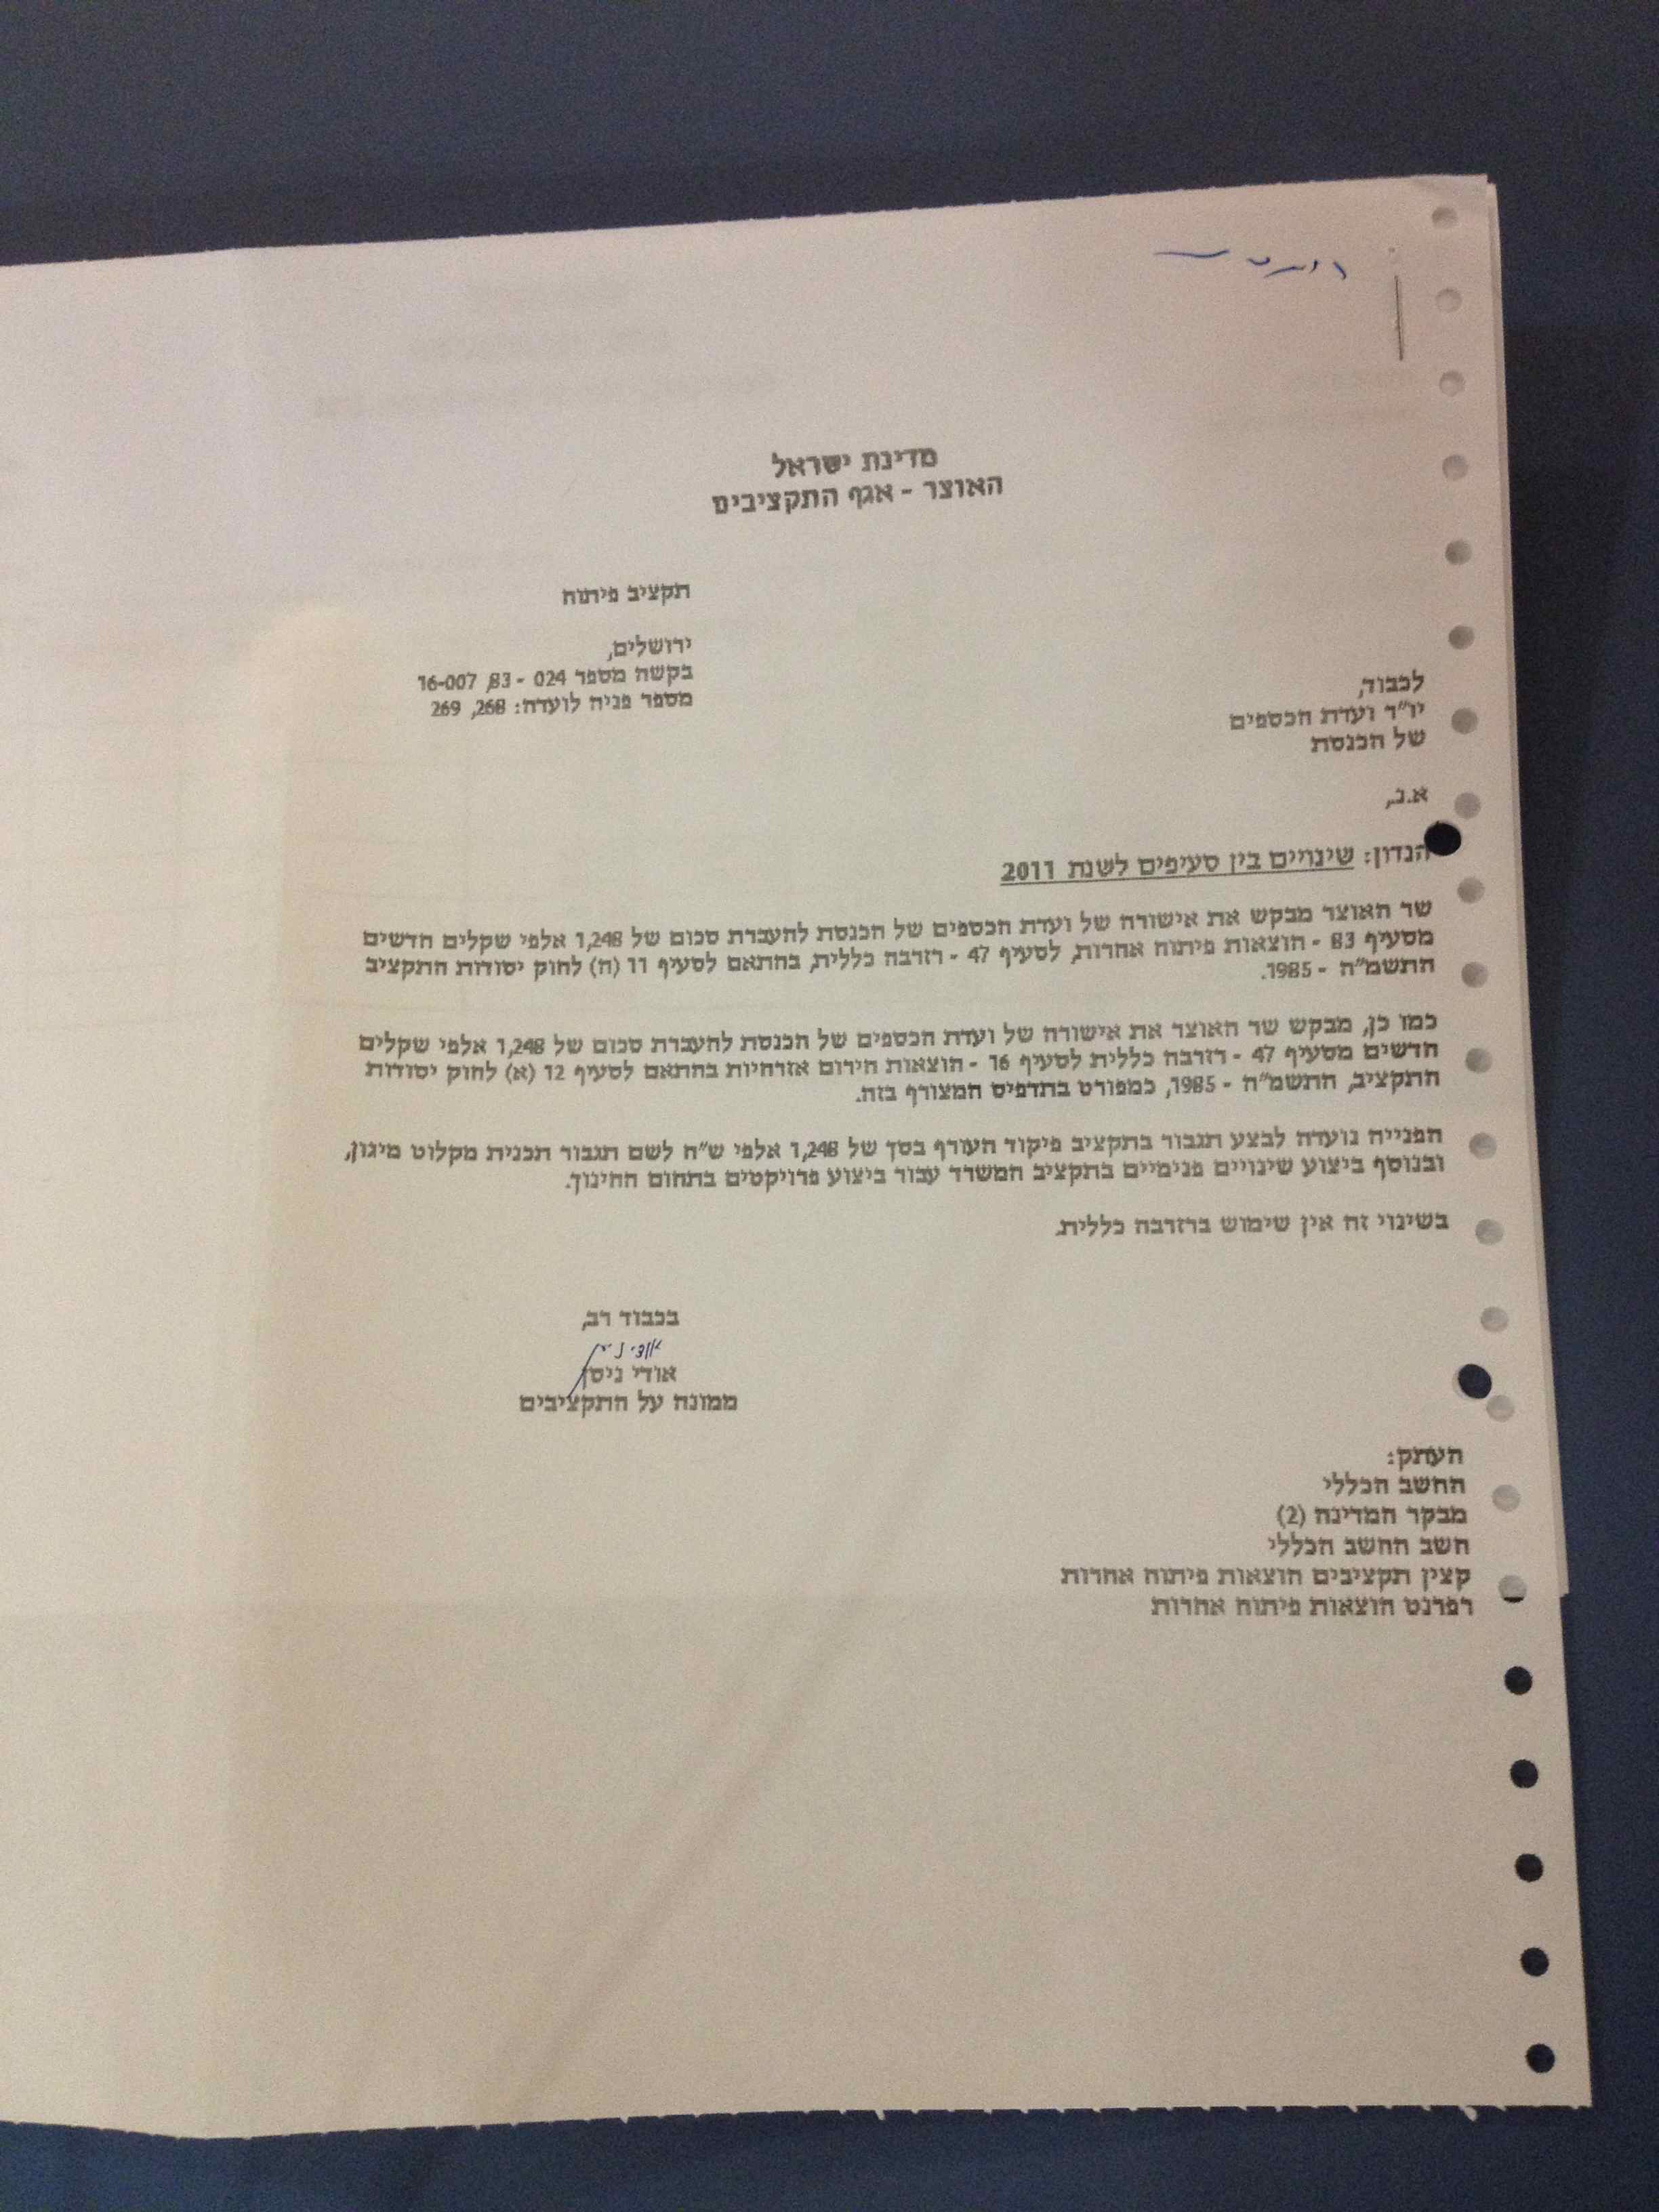 מדינת ישראל
האוצר - אגף התקציבים
תקציב פיתוח
ירושלים,
בקשה מספר 024 - 83, 16-007
מספר פניה לועדה: 268, 269
לכבוד,
יו"ר ועדת הכספים
של הכנסת
א.נ.,
הנדון: שינויים בין סעיפים לשנת 2011
שר האוצר מבקש את אישורה של ועדת הכספים של הכנסת להעברת סכום של 1,248 אלפי שקלים חדשים
מסעיף 83 - הוצאות פיתוח אחרות, לסעיף 47 - רזרבה כללית, בהתאם לסעיף 11 (ה) לחוק יסודות התקציב
התשמ"ה - 1985.
כמו כן, מבקש שר האוצר את אישורה של ועדת הכספים של הכנסת להעברת סכום של 1,248 אלפי שקלים
חדשים מסעיף 47 - רזרבה כללית לסעיף 16 - הוצאות חירום אזרחיות בהתאם לסעיף 12 (א) לחוק יסודות
התקציב, התשמ"ה - 1985, כמפורט בתדפיס המצורף בזה.
הפנייה נועדה לבצע תגבור בתקציב פיקוד העורף בסך של 1,248 אלפי ש"ח לשם תגבור תכנית מקלוט מיגון,
ובנוסף ביצוע שינויים פנימיים בתקציב המשרד עבור ביצוע פרויקטים בתחום החינוך.
בשינוי זה אין שימוש ברזרבה כללית.
בכבוד רב,
אודי ניסן
אודי ניסן
ממונה על התקציבים
העתק:
החשב הכללי
מבקר המדינה (2)
חשב החשב הכללי
קצין תקציבים הוצאות פיתוח אחרות
רפרנט הוצאות פיתוח אחרות